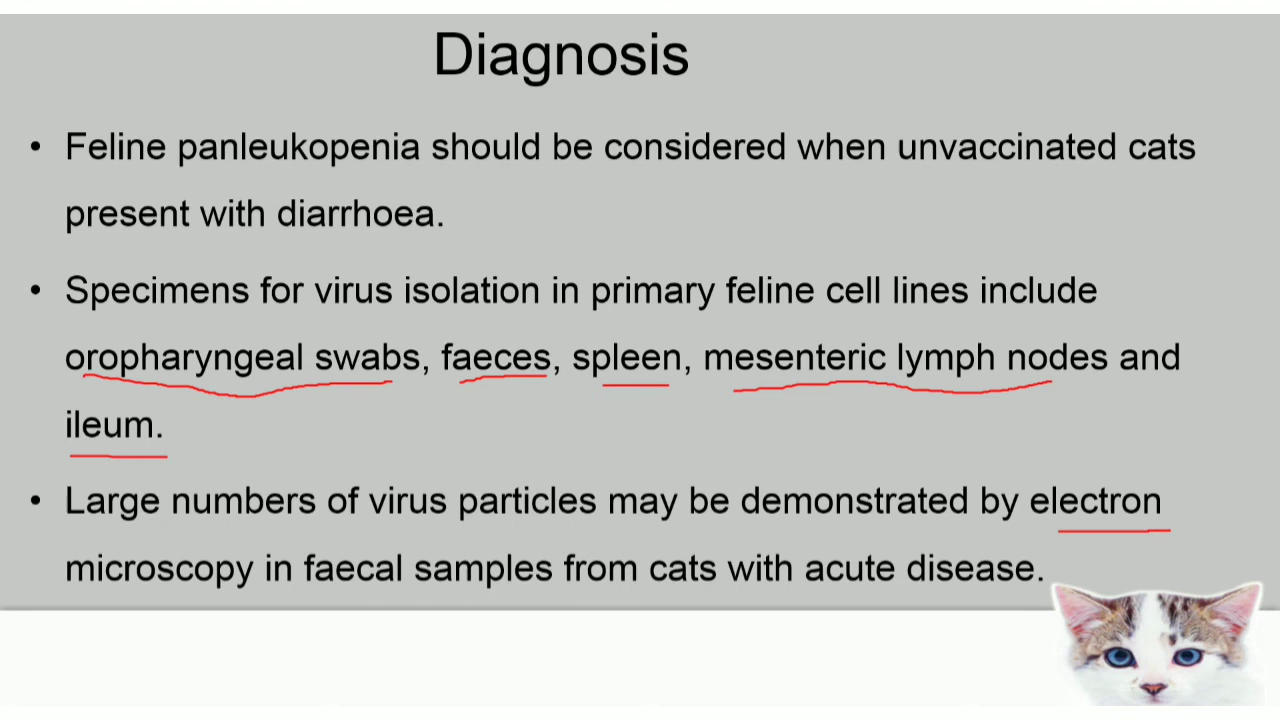 Diagnosis
• Feline panleukopenia should be considered when unvaccinated cats
present with diarrhoea.
• Specimens for virus isolation in primary feline cell lines include
oropharyngeal swabs, faeces, spleen, mesenteric lymph nodes and
ileum.
• Large numbers of virus particles may be demonstrated by electron
microscopy in faecal samples from cats with acute disease.